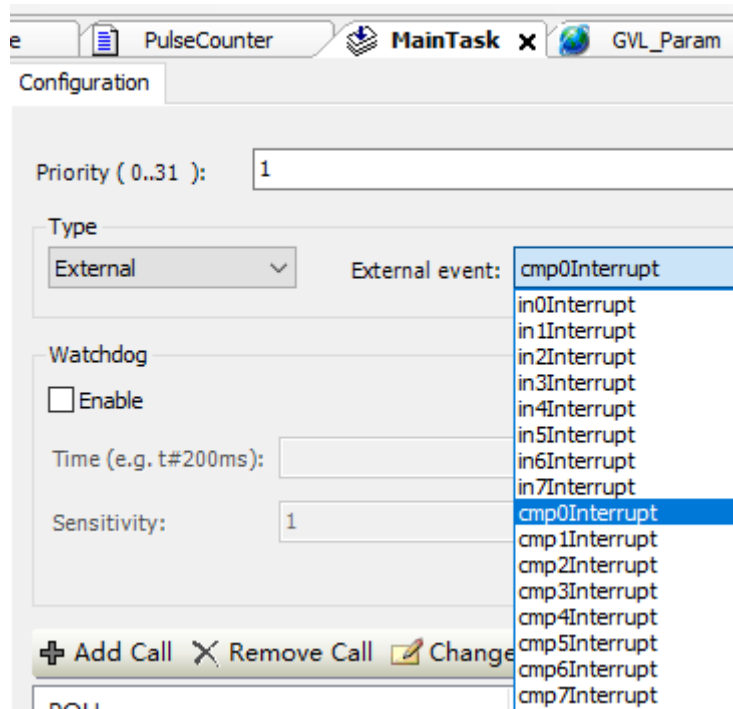 e PulseCounter MainTask GVL_Param
Configuration
Priority ( 0..31 ): 1
Type
External External event: cmp0Interrupt
in0Interrupt
in1Interrupt
in2Interrupt
in3Interrupt
in4Interrupt
in5Interrupt
in6Interrupt
in7Interrupt
cmp0Interrupt
cmp1Interrupt
cmp2Interrupt
cmp3Interrupt
cmp4Interrupt
cmp5Interrupt
cmp6Interrupt
cmp7Interrupt
Watchdog
Enable
Time (e.g. t#200ms):
Sensitivity: 1
Add Call Remove Call Change